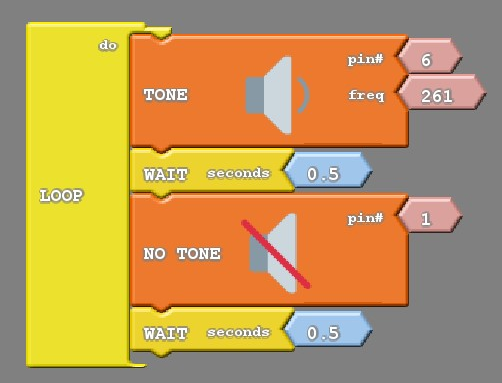 do
pin# 6
TONE
freq 261
WAIT seconds 0.5
LOOP
pin# 1
NO TONE
WAIT seconds 0.5